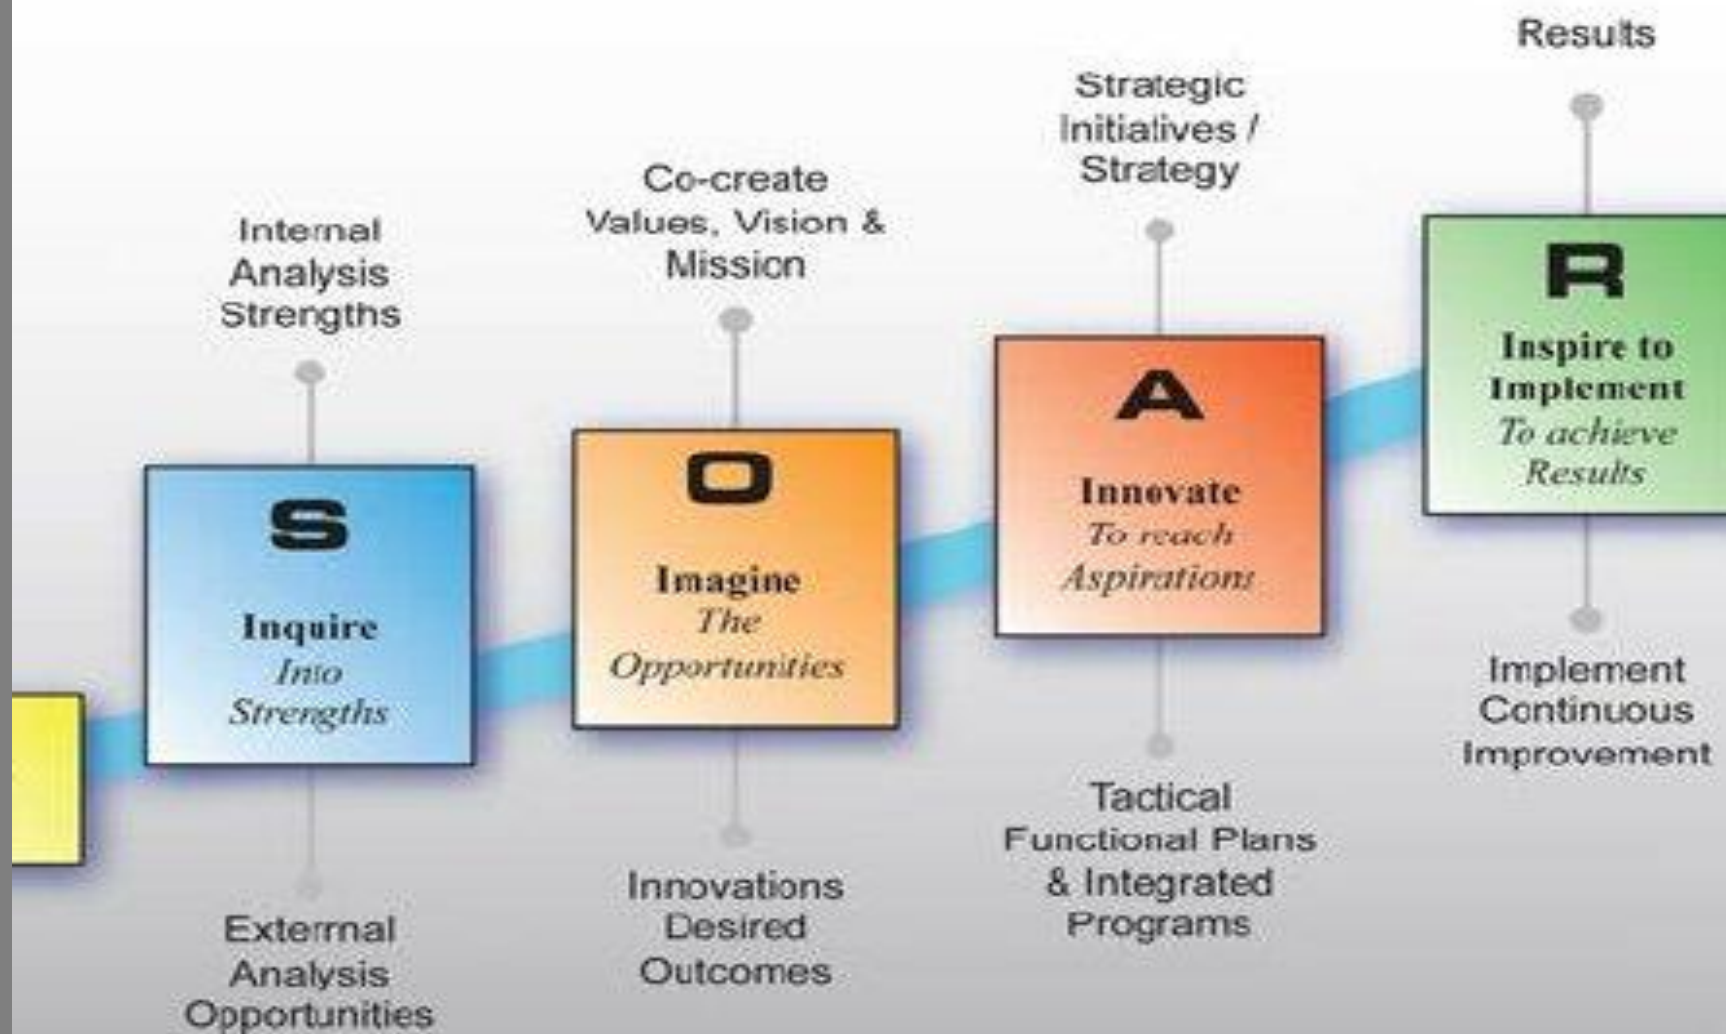 Internal
Analysis
Strengths
S
Inquire
Into
Strengths
External
Analysis
Opportunities
Co-create
Values, Vision &
Mission
O
Imagine
The
Opportunities
Innovations
Desired
Outcomes
Strategic
Initiatives /
Strategy
A
Innovate
To reach
Aspirations
Tactical
Functional Plans
& Integrated
Programs
Results
R
Inspire to
Implement
To achieve
Results
Implement
Continuous
Improvement